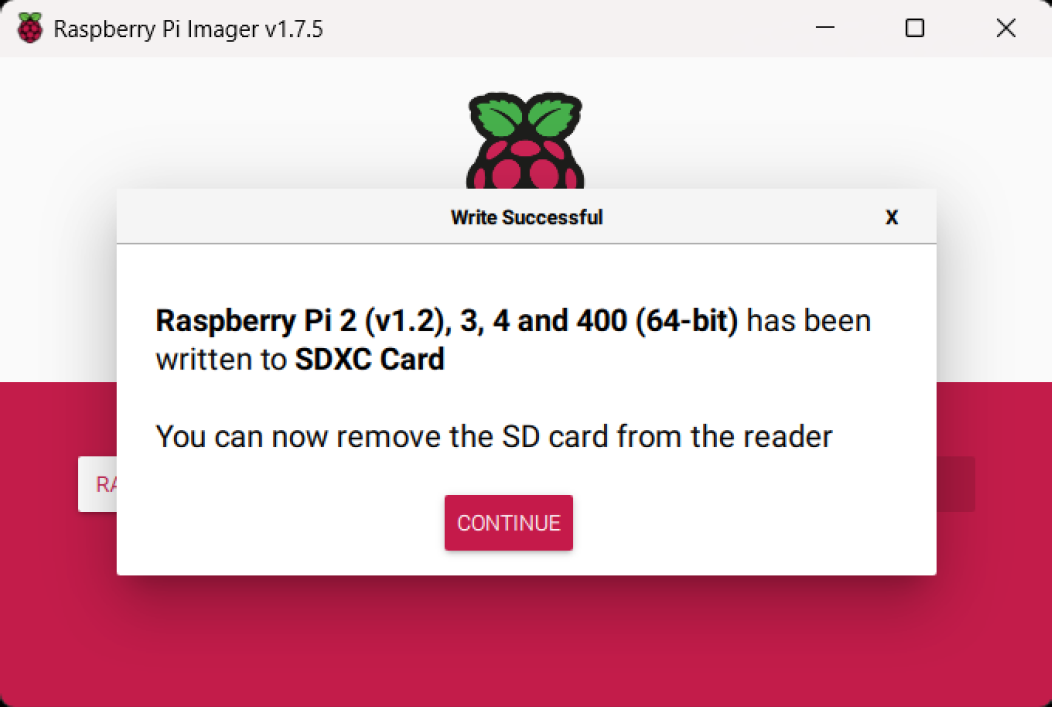 Raspberry Pi Imager v1.7.5
Write Successful
X
Raspberry Pi 2 (v1.2), 3, 4 and 400 (64-bit) has been
written to SDXC Card
You can now remove the SD card from the reader
RA
CONTINUE